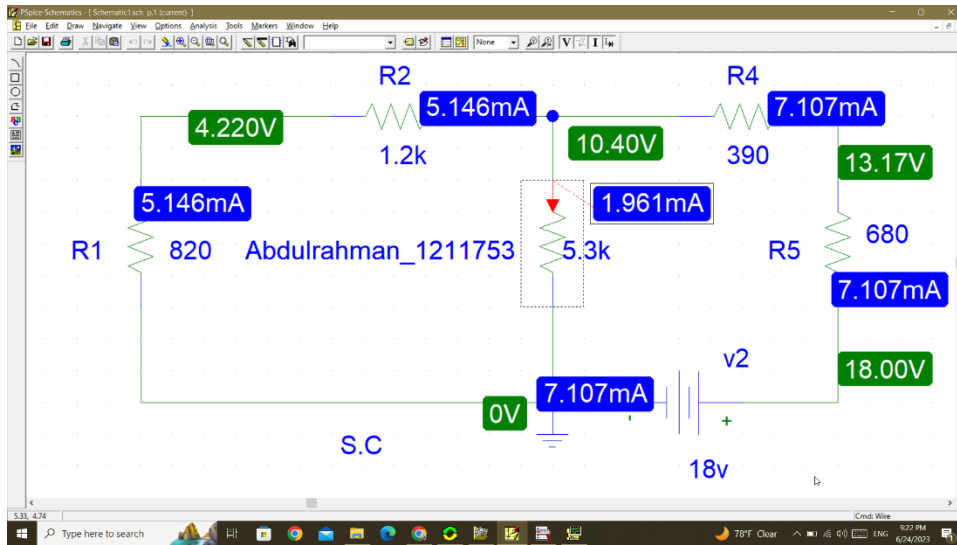 PSpice Schematics - [ Schematic1.sch p.1 (current) ]
File Edit Draw Navigate View Options Analysis Tools Markers Window Help
None V I
R2 R4
5.146mA 7.107mA
4.220V 10.40V
1.2k 390 13.17V
5.146mA 1.961mA
R1 820 Abdulrahman_1211753 5.3k R5 680
7.107mA
v2 18.00V
7.107mA
0V
- +
S.C
18v
5.33, 4.74 Cmd: Wire
Type here to search 78°F Clear ENG 9:22 PM
6/24/2023